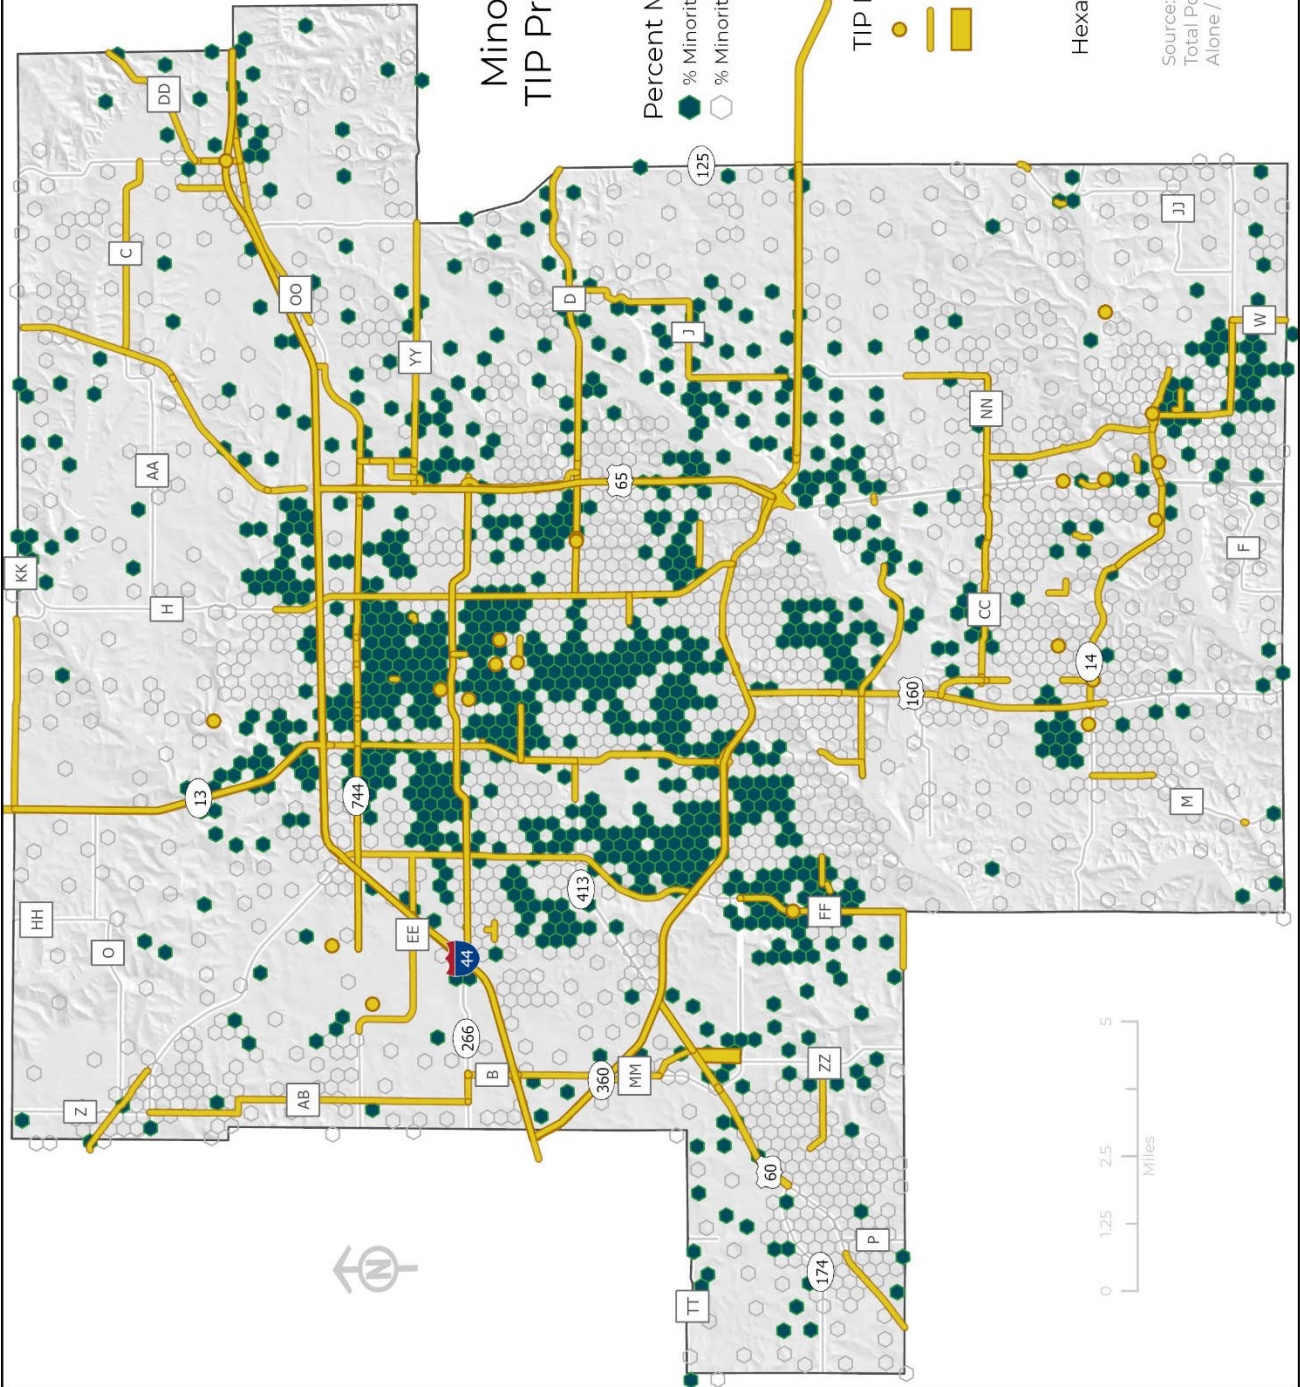 Mino
TIP Pr
Percent M
% Minorit
% Minorit
TIP
Hexa
Source:
Total Po
Alone /
KK
HH
O
Z
AB
AA
H
C
DD
OO
YY
D
J
125
65
13
744
EE
44
266
B
360
MM
413
FF
ZZ
60
174
P
TT
160
CC
NN
14
M
F
W
JJ
N
0
1.25
2.5
5
Miles